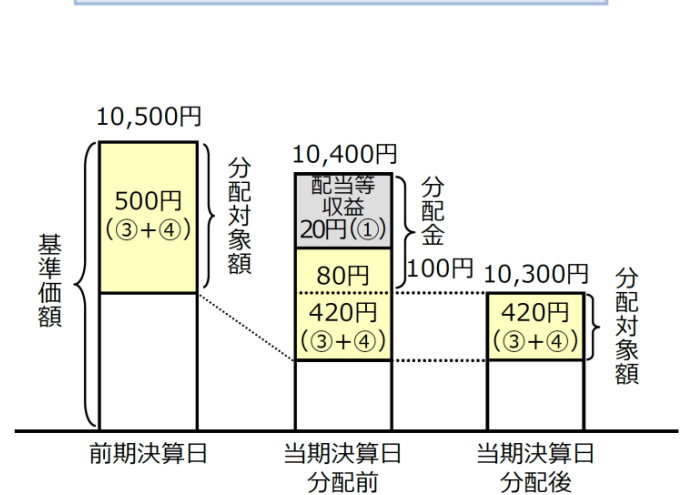 10,500円
500円
(③+④)
分配対象額
基準価額
10,400円
配当等
収益
20円(①)
分配金
100円
80円
420円
(③+④)
10,300円
420円
(③+④)
分配対象額
前期決算日
当期決算日
分配前
当期決算日
分配後